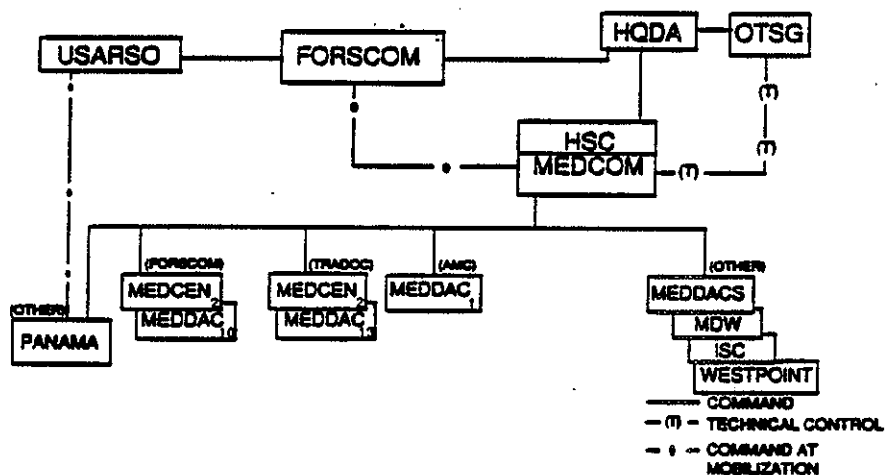 USARSO
FORSCOM
HQDA
OTSG
(T)
(T)
HSC
MEDCOM
(T)
(FORSCOM)
(TRADOC)
(AMC)
(OTHER)
MEDCEN 2
MEDDAC 10
MEDCEN 2
MEDDAC 13
MEDDAC 1
MEDDACS
MDW
ISC
WESTPOINT
(OTHER)
PANAMA
COMMAND
(T) TECHNICAL CONTROL
COMMAND AT
MOBILIZATION